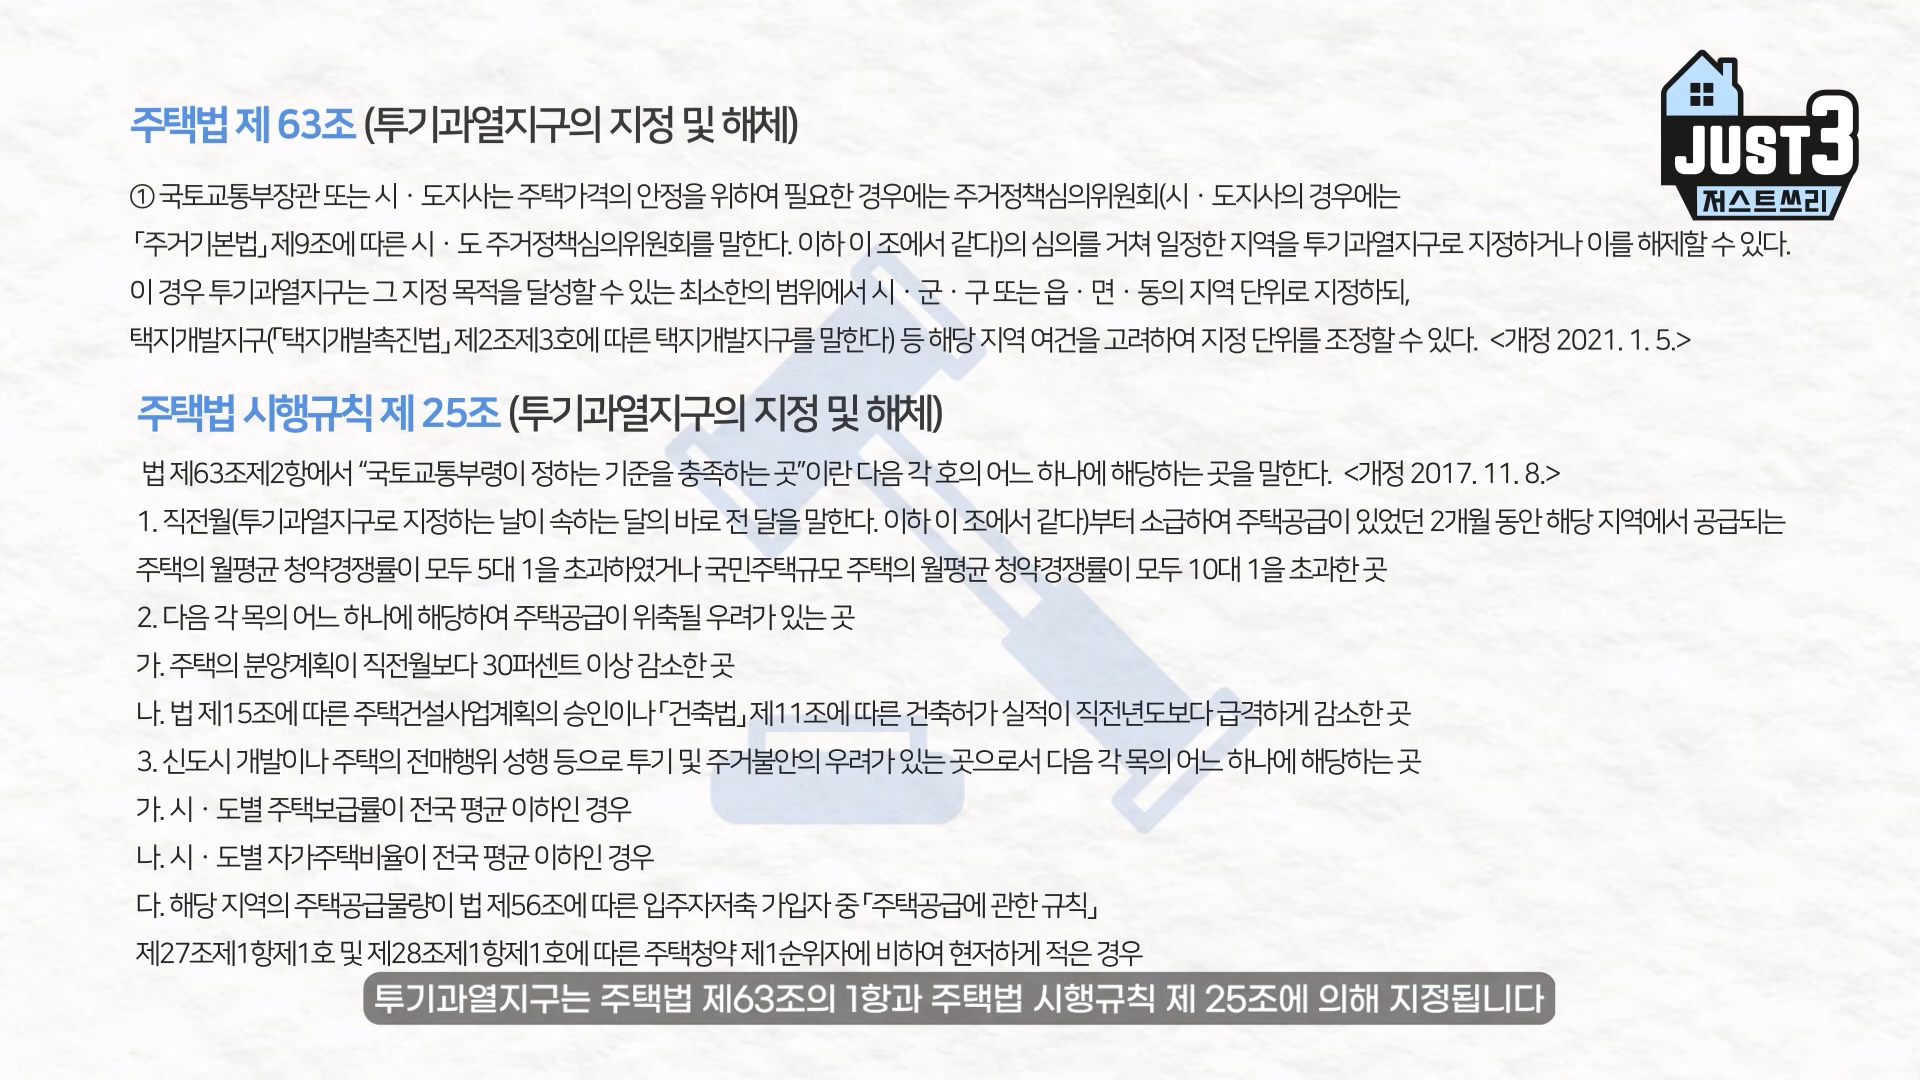 주택법 제 63조 (투기과열지구의 지정 및 해체)
① 국토교통부장관 또는 시 · 도지사는 주택가격의 안정을 위하여 필요한 경우에는 주거정책심의위원회(시 · 도지사의 경우에는
「주거기본법」 제9조에 따른 시 · 도 주거정책심의위원회를 말한다. 이하 이 조에서 같다)의 심의를 거쳐 일정한 지역을 투기과열지구로 지정하거나 이를 해제할 수 있다.
이 경우 투기과열지구는 그 지정 목적을 달성할 수 있는 최소한의 범위에서 시 · 군 · 구 또는 읍 · 면 · 동의 지역 단위로 지정하되,
택지개발지구(「택지개발촉진법」 제2조제3호에 따른 택지개발지구를 말한다) 등 해당 지역 여건을 고려하여 지정 단위를 조정할 수 있다. <개정 2021. 1. 5.>
주택법 시행규칙 제 25조 (투기과열지구의 지정 및 해체)
법 제63조제2항에서 “국토교통부령이 정하는 기준을 충족하는 곳”이란 다음 각 호의 어느 하나에 해당하는 곳을 말한다. <개정 2017. 11. 8.>
1. 직전월(투기과열지구로 지정하는 날이 속하는 달의 바로 전 달을 말한다. 이하 이 조에서 같다)부터 소급하여 주택공급이 있었던 2개월 동안 해당 지역에서 공급되는
주택의 월평균 청약경쟁률이 모두 5대 1을 초과하였거나 국민주택규모 주택의 월평균 청약경쟁률이 모두 10대 1을 초과한 곳
2. 다음 각 목의 어느 하나에 해당하여 주택공급이 위축될 우려가 있는 곳
가. 주택의 분양계획이 직전월보다 30퍼센트 이상 감소한 곳
나. 법 제15조에 따른 주택건설사업계획의 승인이나 「건축법」 제11조에 따른 건축허가 실적이 직전년도보다 급격하게 감소한 곳
3. 신도시 개발이나 주택의 전매행위 성행 등으로 투기 및 주거불안의 우려가 있는 곳으로서 다음 각 목의 어느 하나에 해당하는 곳
가. 시 · 도별 주택보급률이 전국 평균 이하인 경우
나. 시 · 도별 자가주택비율이 전국 평균 이하인 경우
다. 해당 지역의 주택공급물량이 법 제56조에 따른 입주자저축 가입자 중 「주택공급에 관한 규칙」
제27조제1항제1호 및 제28조제1항제1호에 따른 주택청약 제1순위자에 비하여 현저하게 적은 경우
투기과열지구는 주택법 제63조의 1항과 주택법 시행규칙 제 25조에 의해 지정됩니다
JUST3
저스트쓰리